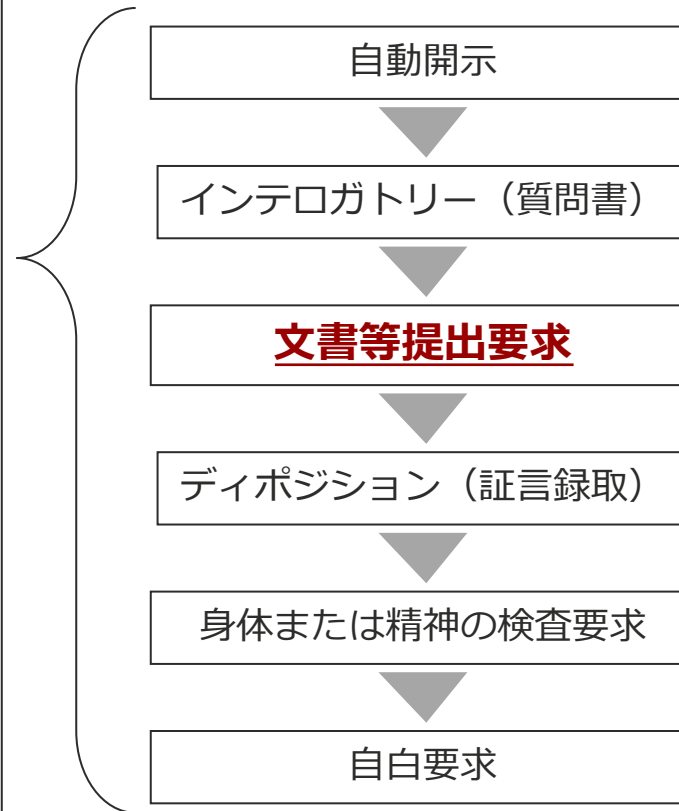 自動開示
インテロガトリー（質問書）
文書等提出要求
ディポジション（証言録取）
身体または精神の検査要求
自白要求